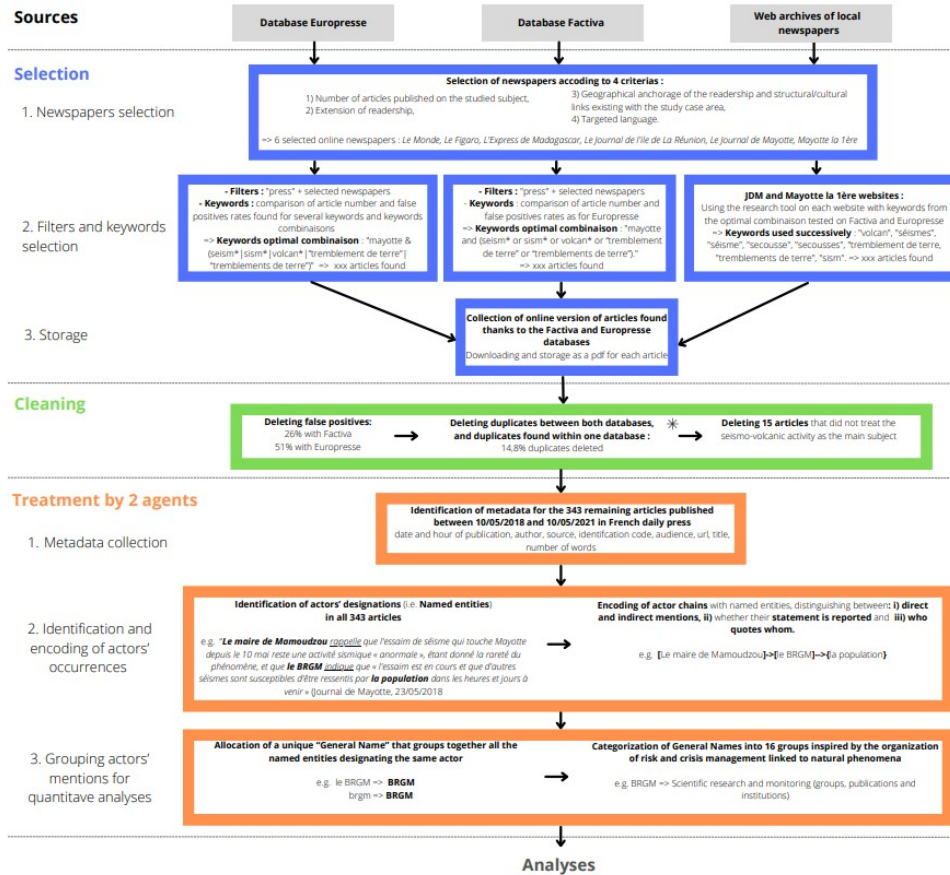 Sources
Database Europresse
Database Factiva
Web archives of local
newspapers
Selection
1. Newspapers selection
Selection of newspapers accoding to 4 criterias :
1) Number of articles published on the studied subject,
2) Extension of readership,
3) Geographical anchorage of the readership and structural/cultural
links existing with the study case area,
4) Targeted language.
=> 6 selected online newspapers : Le Monde, Le Figaro, L'Express de Madagascar, Le Journal de l'ile de La Réunion, Le Journal de Mayotte, Mayotte la 1ère
2. Filters and keywords
selection
- Filters : "press" + selected newspapers
- Keywords : comparison of article number and false
positives rates found for several keywords and keywords
combinaisons
=> Keywords optimal combinaison : "mayotte &
(seism*|sism*|volcan*|"tremblement de terre"|
"tremblements de terre")" => xxx articles found
- Filters : "press" + selected newspapers
- Keywords : comparison of article number and
false positives rates as for Europresse
=> Keywords optimal combinaison : "mayotte
and (seism* or sism* or volcan* or "tremblement
de terre" or "tremblements de terre")."
=> xxx articles found
JDM and Mayotte la 1ère websites :
Using the research tool on each website with keywords from
the optimal combinaison tested on Factiva and Europresse
=> Keywords used successively : "volcan", "séismes",
"séisme", "secousse", "secousses", "tremblement de terre,
"tremblements de terre", "sism". => xxx articles found
3. Storage
Collection of online version of articles found
thanks to the Factiva and Europresse
databases
Downloading and storage as a pdf for each article
Cleaning
Deleting false positives:
26% with Factiva
51% with Europresse
Deleting duplicates between both databases,
and duplicates found within one database :
14,8% duplicates deleted
Deleting 15 articles that did not treat the
seismo-volcanic activity as the main subject
Treatment by 2 agents
1. Metadata collection
Identification of metadata for the 343 remaining articles published
between 10/05/2018 and 10/05/2021 in French daily press
date and hour of publication, author, source, identifcation code, audience, url, title,
number of words
2. Identification and
encoding of actors'
occurrences
Identification of actors' designations (i.e. Named entities)
in all 343 articles
e.g. "Le maire de Mamoudzou rappelle que l'essaim de séisme qui touche Mayotte
depuis le 10 mai reste une activité sismique « anormale », étant donné la rareté du
phénomène, et que le BRGM indique que « l'essaim est en cours et que d'autres
séismes sont susceptibles d'être ressentis par la population dans les heures et jours à
venir » (Journal de Mayotte, 23/05/2018
Encoding of actor chains with named entities, distinguishing between: i) direct
and indirect mentions, ii) whether their statement is reported and iii) who
quotes whom.
e.g. [Le maire de Mamoudzou]->[le BRGM]-->{la population}
3. Grouping actors'
mentions for
quantitave analyses
Allocation of a unique "General Name" that groups together all the
named entities designating the same actor
e.g. le BRGM => BRGM
brgm => BRGM
Categorization of General Names into 16 groups inspired by the organization
of risk and crisis management linked to natural phenomena
e.g. BRGM => Scientific research and monitoring (groups, publications and
institutions)
Analyses